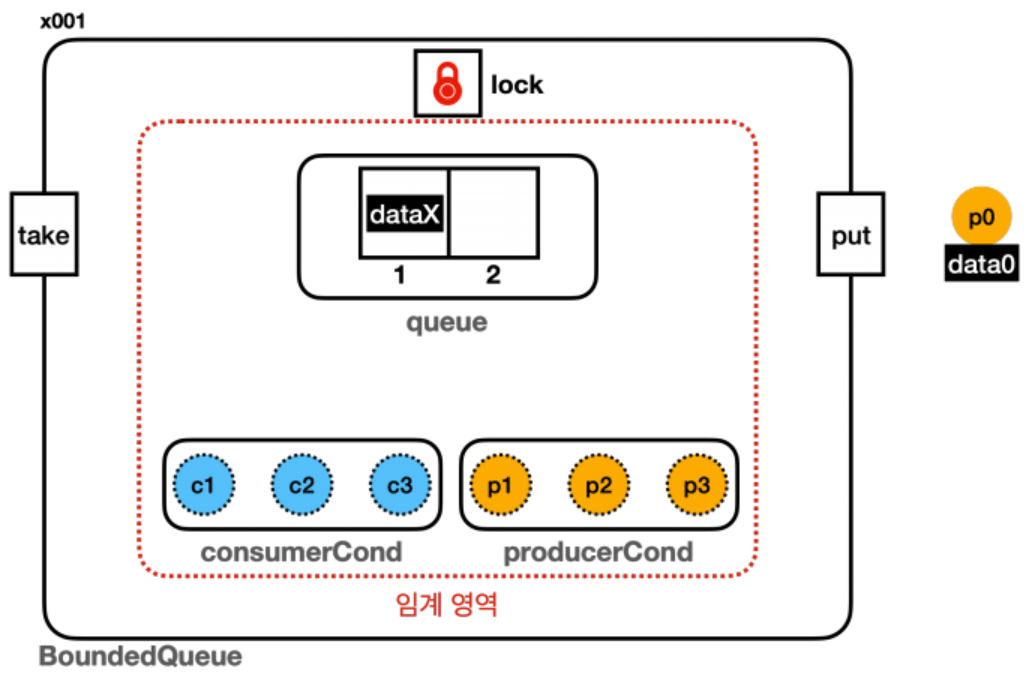 x001
lock
dataX
1 2
queue
take
put
p0
data0
c1 c2 c3
p1 p2 p3
consumerCond
producerCond
임계 영역
BoundedQueue